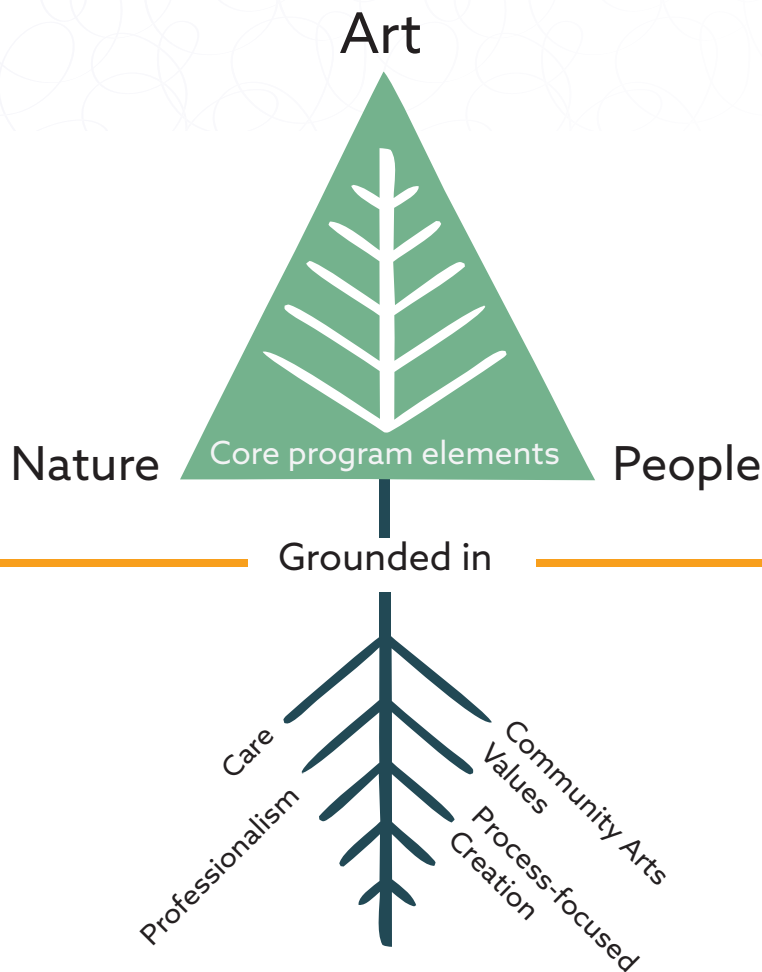 Art
Nature
Core program elements
People
Grounded in
Care
Professionalism
Community Arts
Values
Process-focused
Creation